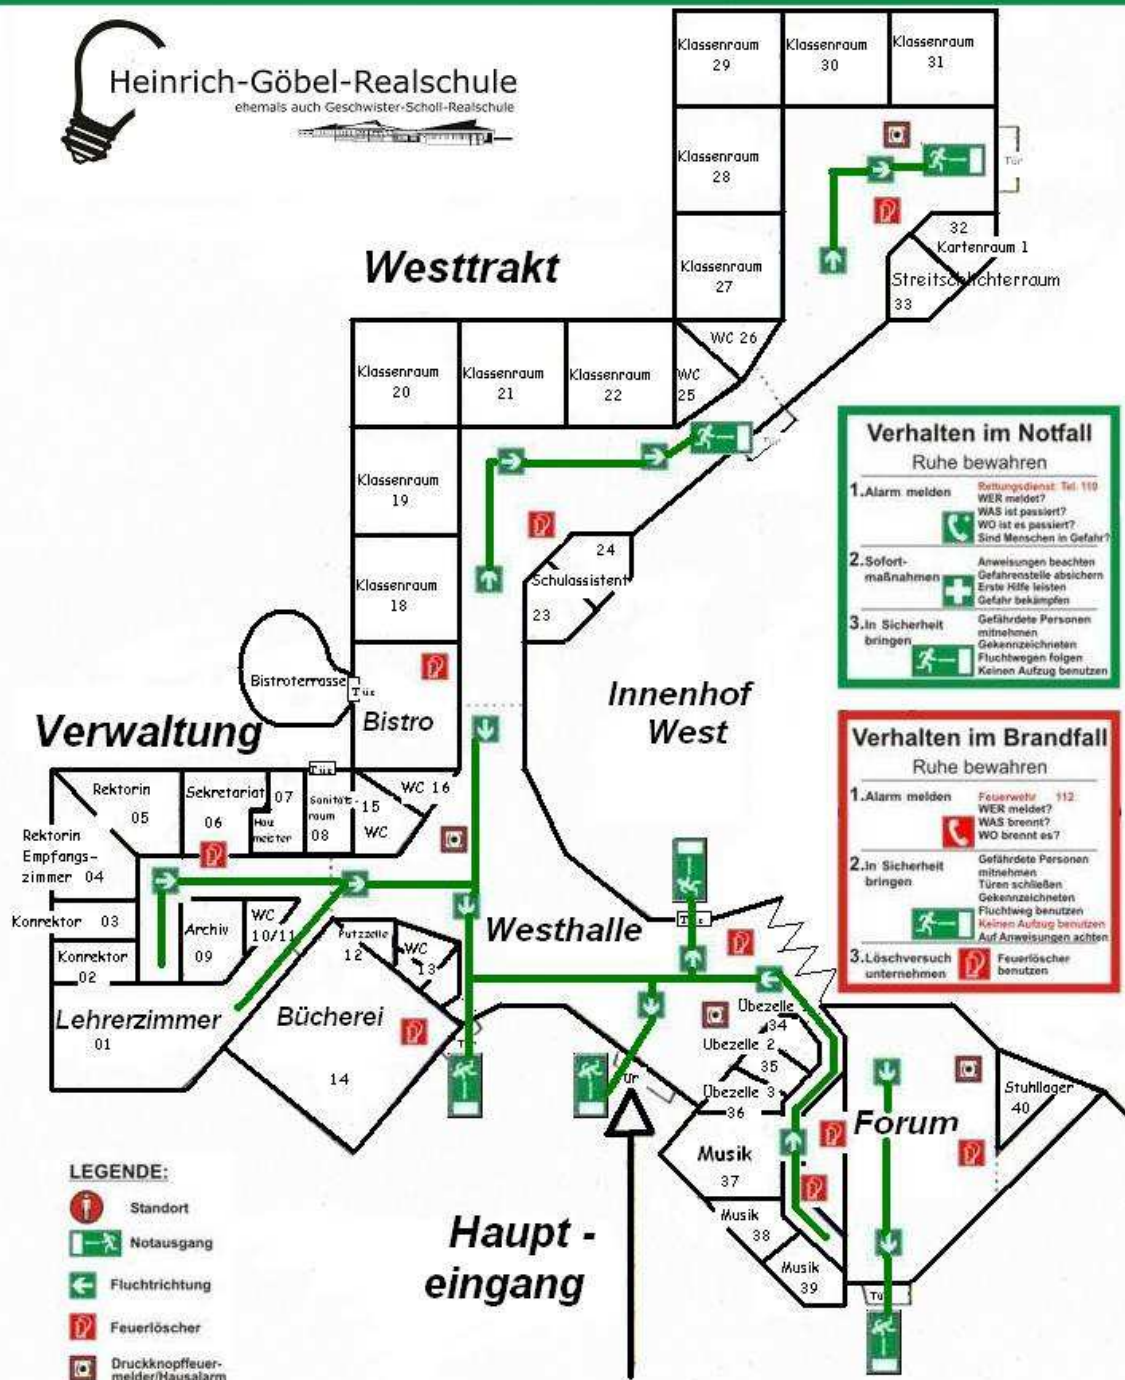 Heinrich-Göbel-Realschule
ehemals auch Geschwister-Scholl-Realschule
Klassenraum
29
Klassenraum
30
Klassenraum
31
Klassenraum
28
Tür
32
Kartenraum 1
Klassenraum
27
Streitschlichterraum
33
Westtrakt
WC 26
WC
25
Klassenraum
20
Klassenraum
21
Klassenraum
22
Tür
Klassenraum
19
24
Schulassistent
23
Klassenraum
18
Bistroterrasse
Tür
Bistro
Innenhof
West
Verwaltung
Rektorin
05
Sekretariat
06
07
Haus
meister
Tür
Sanitäts-
raum
08
15
WC
WC 16
Rektorin
Empfangs-
zimmer 04
Konrektor 03
Konrektor
02
Archiv
09
WC
10/11
Putzzelle
12
WC
13
Westhalle
Tür
Lehrerzimmer
01
Bücherei
14
Tür
Tür
Übezelle
34
Übezelle 2
35
Übezelle 3
36
Musik
37
Musik
38
Musik
39
Forum
Stuhllager
40
Tür
Haupt -
eingang
Verhalten im Notfall
Ruhe bewahren
1.Alarm melden
Rettungsdienst: Tel. 110
WER meldet?
WAS ist passiert?
WO ist es passiert?
Sind Menschen in Gefahr?
2.Sofort-
maßnahmen
Anweisungen beachten
Gefahrenstelle absichern
Erste Hilfe leisten
Gefahr bekämpfen
3.In Sicherheit
bringen
Gefährdete Personen
mitnehmen
Gekennzeichneten
Fluchtwegen folgen
Keinen Aufzug benutzen
Verhalten im Brandfall
Ruhe bewahren
1.Alarm melden
Feuerwehr 112
WER meldet?
WAS brennt?
WO brennt es?
2.In Sicherheit
bringen
Gefährdete Personen
mitnehmen
Türen schließen
Gekennzeichneten
Fluchtweg benutzen
Keinen Aufzug benutzen
Auf Anweisungen achten
3.Löschversuch
unternehmen
Feuerlöscher
benutzen
LEGENDE:
Standort
Notausgang
Fluchtrichtung
Feuerlöscher
Druckknopffeuer-
melder/Hausalarm